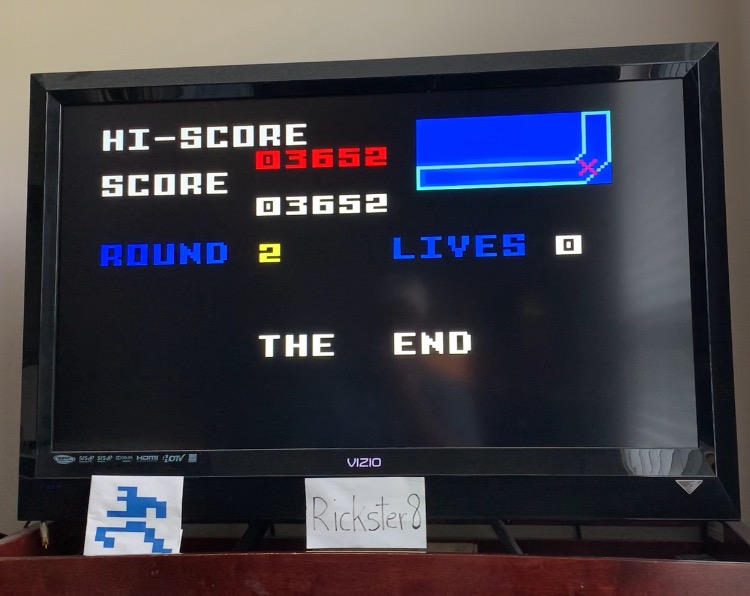 HI-SCORE
03652
SCORE
03652
ROUND 2 LIVES 0
THE END
HDMI
VIZIO
Rickster8